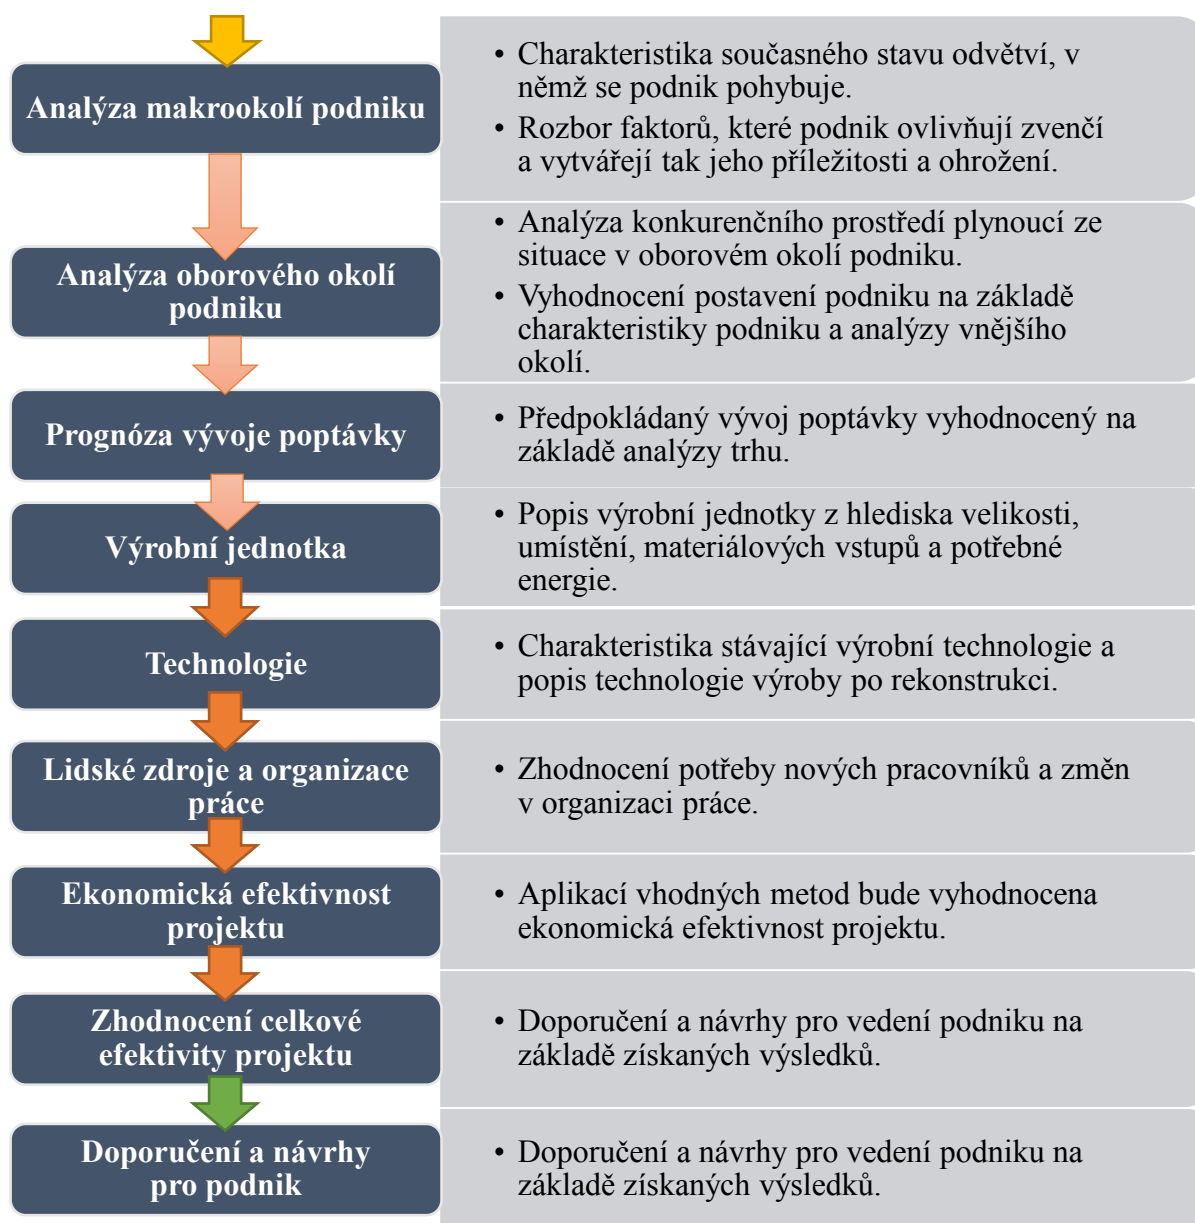 Analýza makrookolí podniku
• Charakteristika současného stavu odvětví, v
němž se podnik pohybuje.
• Rozbor faktorů, které podnik ovlivňují zvenčí
a vytvářejí tak jeho příležitosti a ohrožení.
Analýza oborového okolí
podniku
• Analýza konkurenčního prostředí plynoucí ze
situace v oborovém okolí podniku.
• Vyhodnocení postavení podniku na základě
charakteristiky podniku a analýzy vnějšího
okolí.
Prognóza vývoje poptávky
• Předpokládaný vývoj poptávky vyhodnocený na
základě analýzy trhu.
Výrobní jednotka
• Popis výrobní jednotky z hlediska velikosti,
umístění, materiálových vstupů a potřebné
energie.
Technologie
• Charakteristika stávající výrobní technologie a
popis technologie výroby po rekonstrukci.
Lidské zdroje a organizace
práce
• Zhodnocení potřeby nových pracovníků a změn
v organizaci práce.
Ekonomická efektivnost
projektu
• Aplikací vhodných metod bude vyhodnocena
ekonomická efektivnost projektu.
Zhodnocení celkové
efektivity projektu
• Doporučení a návrhy pro vedení podniku na
základě získaných výsledků.
Doporučení a návrhy
pro podnik
• Doporučení a návrhy pro vedení podniku na
základě získaných výsledků.